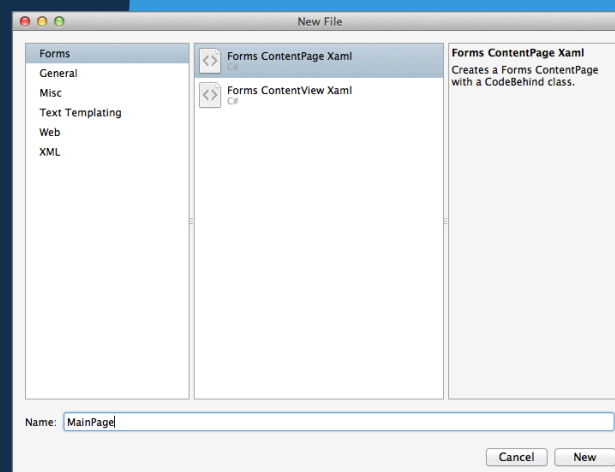 New File
Forms
General
Misc
Text Templating
Web
XML
Forms ContentPage Xaml
C#
Forms ContentView Xaml
C#
Forms ContentPage Xaml
Creates a Forms ContentPage
with a CodeBehind class.
Name: MainPage
Cancel New